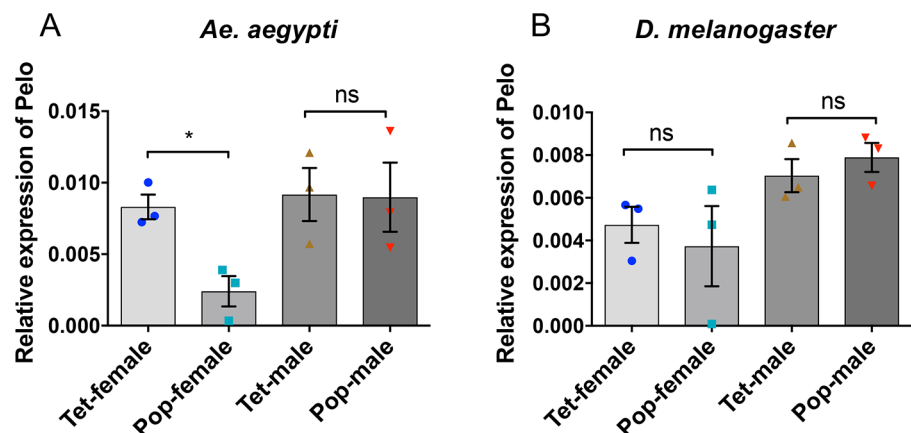 A
Ae. aegypti
Relative expression of Pelo
0.015
0.010
0.005
0.000
*
ns
Tet-female
Pop-female
Tet-male
Pop-male
B
D. melanogaster
Relative expression of Pelo
0.010
0.008
0.006
0.004
0.002
0.000
ns
ns
Tet-female
Pop-female
Tet-male
Pop-male